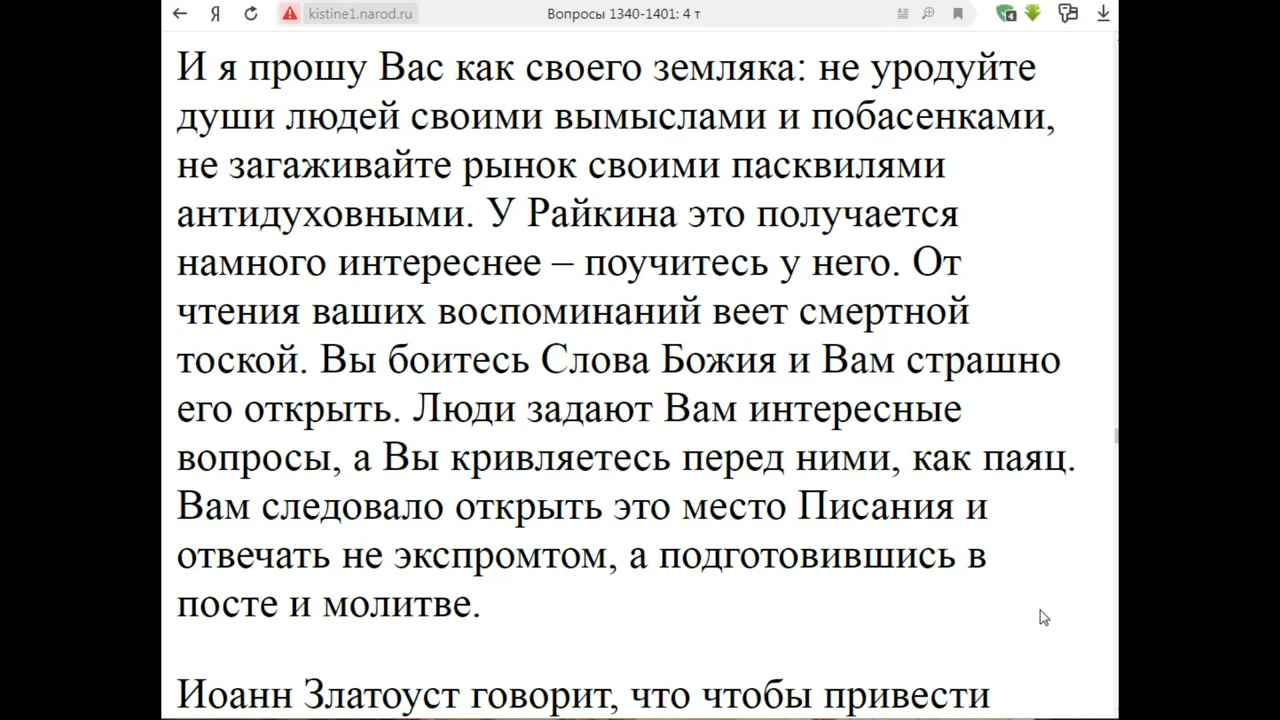 kistine1.narod.ru
Вопросы 1340-1401: 4 т
4
И я прошу Вас как своего земляка: не уродуйте
души людей своими вымыслами и побасенками,
не загаживайте рынок своими пасквилями
антидуховными. У Райкина это получается
намного интереснее – поучитесь у него. От
чтения ваших воспоминаний веет смертной
тоской. Вы боитесь Слова Божия и Вам страшно
его открыть. Люди задают Вам интересные
вопросы, а Вы кривляетесь перед ними, как паяц.
Вам следовало открыть это место Писания и
отвечать не экспромтом, а подготовившись в
посте и молитве.
Иоанн Златоуст говорит, что чтобы привести